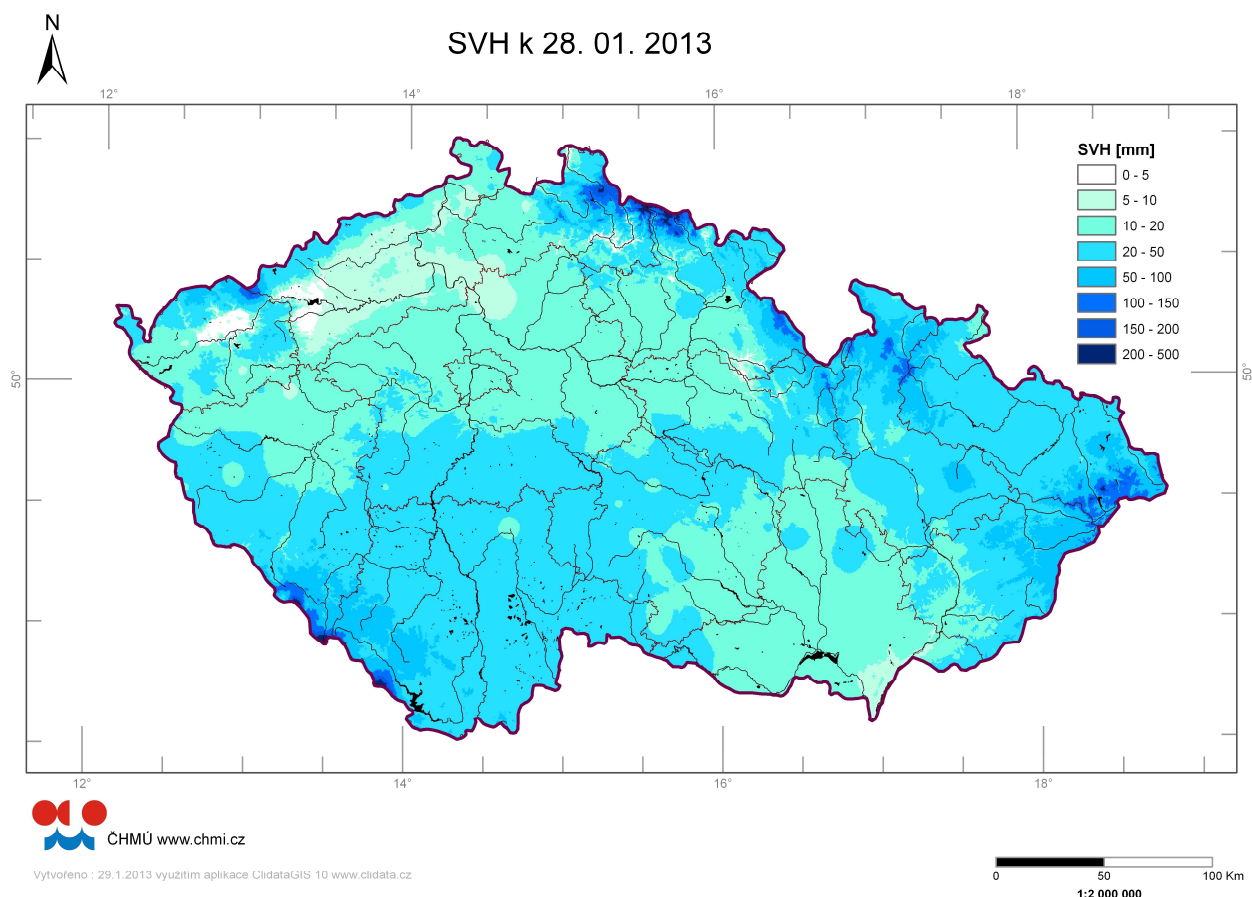 N
SVH k 28. 01. 2013
12° 14° 16° 18°
SVH [mm]
0 - 5
5 - 10
10 - 20
20 - 50
50 - 100
100 - 150
150 - 200
200 - 500
50° 50°
12° 14° 16° 18°
ČHMÚ www.chmi.cz
Vytvořeno : 29.1.2013 využitím aplikace ClidataGIS 10 www.clidata.cz
0 50 100 Km
1:2 000 000